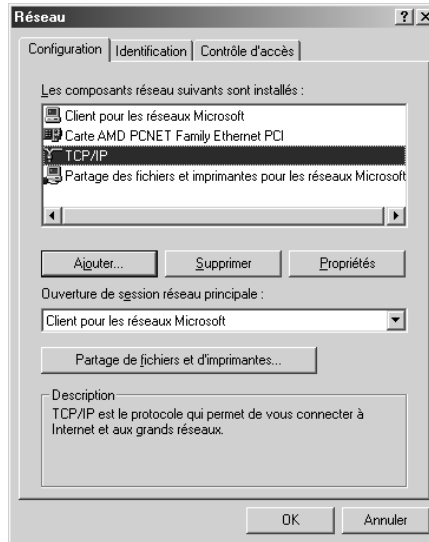 Réseau
Configuration Identification Contrôle d'accès
Les composants réseau suivants sont installés :
Client pour les réseaux Microsoft
Carte AMD PCNET Family Ethernet PCI
TCP/IP
Partage des fichiers et imprimantes pour les réseaux Microsoft
Ajouter... Supprimer Propriétés
Ouverture de session réseau principale :
Client pour les réseaux Microsoft
Partage de fichiers et d'imprimantes...
Description
TCP/IP est le protocole qui permet de vous connecter à
Internet et aux grands réseaux.
OK Annuler